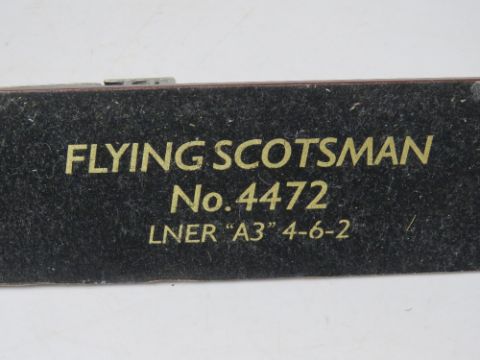 FLYING SCOTSMAN
No.4472
LNER "A3" 4-6-2